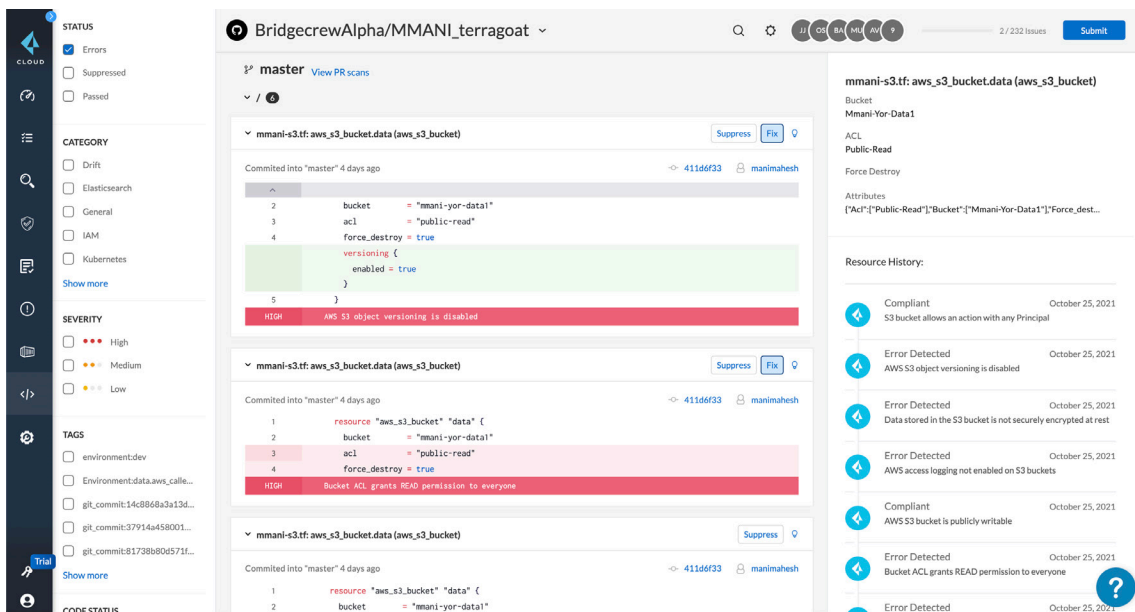 CLOUD
Trial
STATUS
Errors
Suppressed
Passed
CATEGORY
Drift
Elasticsearch
General
IAM
Kubernetes
Show more
SEVERITY
High
Medium
Low
TAGS
environment:dev
Environment:data.aws_calle...
git_commit:14c8868a3a13d...
git_commit:37914a458001...
git_commit:81738b80d571f...
Show more
CODE STATUS
BridgecrewAlpha/MMANI_terragoat
JJ OS BA MU AV 9
2 / 232 Issues
Submit
master View PR scans
/ 6
mmani-s3.tf: aws_s3_bucket.data (aws_s3_bucket) Suppress Fix
Commited into "master" 4 days ago 411d6f33 manimahesh
2 bucket = "mmani-yor-data1"
3 acl = "public-read"
4 force_destroy = true
versioning {
enabled = true
}
5 }
HIGH AWS S3 object versioning is disabled
mmani-s3.tf: aws_s3_bucket.data (aws_s3_bucket) Suppress Fix
Commited into "master" 4 days ago 411d6f33 manimahesh
1 resource "aws_s3_bucket" "data" {
2 bucket = "mmani-yor-data1"
3 acl = "public-read"
4 force_destroy = true
HIGH Bucket ACL grants READ permission to everyone
mmani-s3.tf: aws_s3_bucket.data (aws_s3_bucket) Suppress
Commited into "master" 4 days ago 411d6f33 manimahesh
1 resource "aws_s3_bucket" "data" {
2 bucket = "mmani-yor-data1"
mmani-s3.tf: aws_s3_bucket.data (aws_s3_bucket)
Bucket
Mmani-Yor-Data1
ACL
Public-Read
Force Destroy
Attributes
{"Acl":["Public-Read"],"Bucket":["Mmani-Yor-Data1"],"Force_dest...
Resource History:
Compliant October 25, 2021
S3 bucket allows an action with any Principal
Error Detected October 25, 2021
AWS S3 object versioning is disabled
Error Detected October 25, 2021
Data stored in the S3 bucket is not securely encrypted at rest
Error Detected October 25, 2021
AWS access logging not enabled on S3 buckets
Compliant October 25, 2021
AWS S3 bucket is publicly writable
Error Detected October 25, 2021
Bucket ACL grants READ permission to everyone
Error Detected October 25, 2021
?